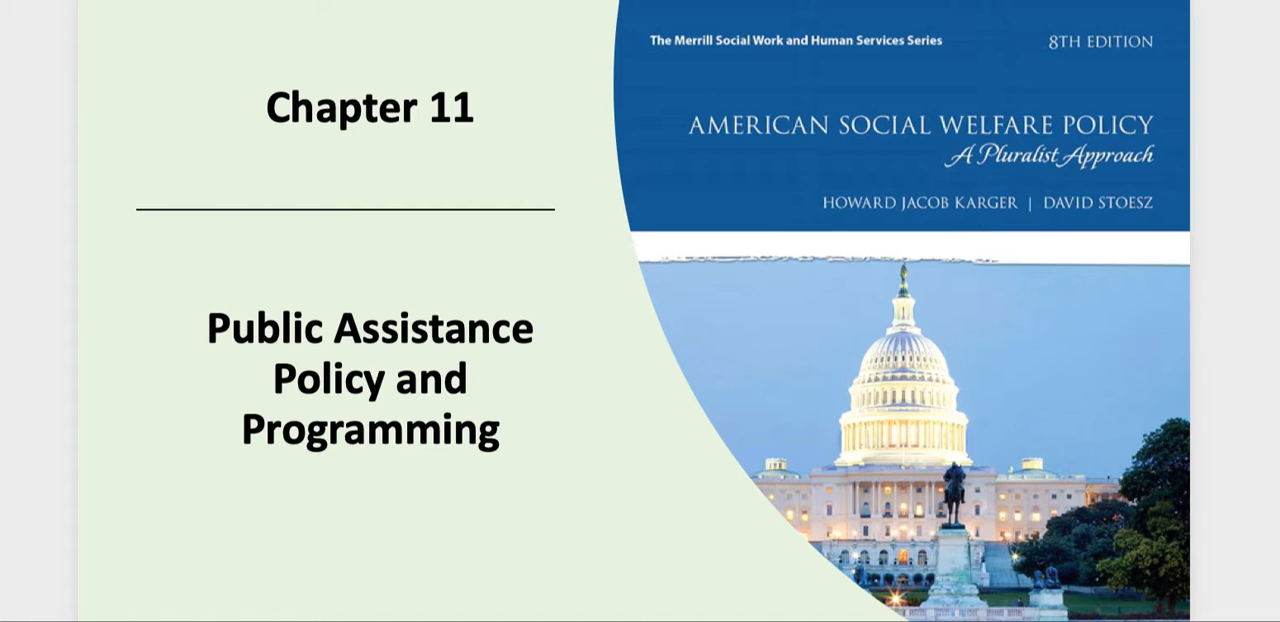 Chapter 11
Public Assistance
Policy and
Programming
The Merrill Social Work and Human Services Series
8TH EDITION
AMERICAN SOCIAL WELFARE POLICY
A Pluralist Approach
HOWARD JACOB KARGER | DAVID STOESZ